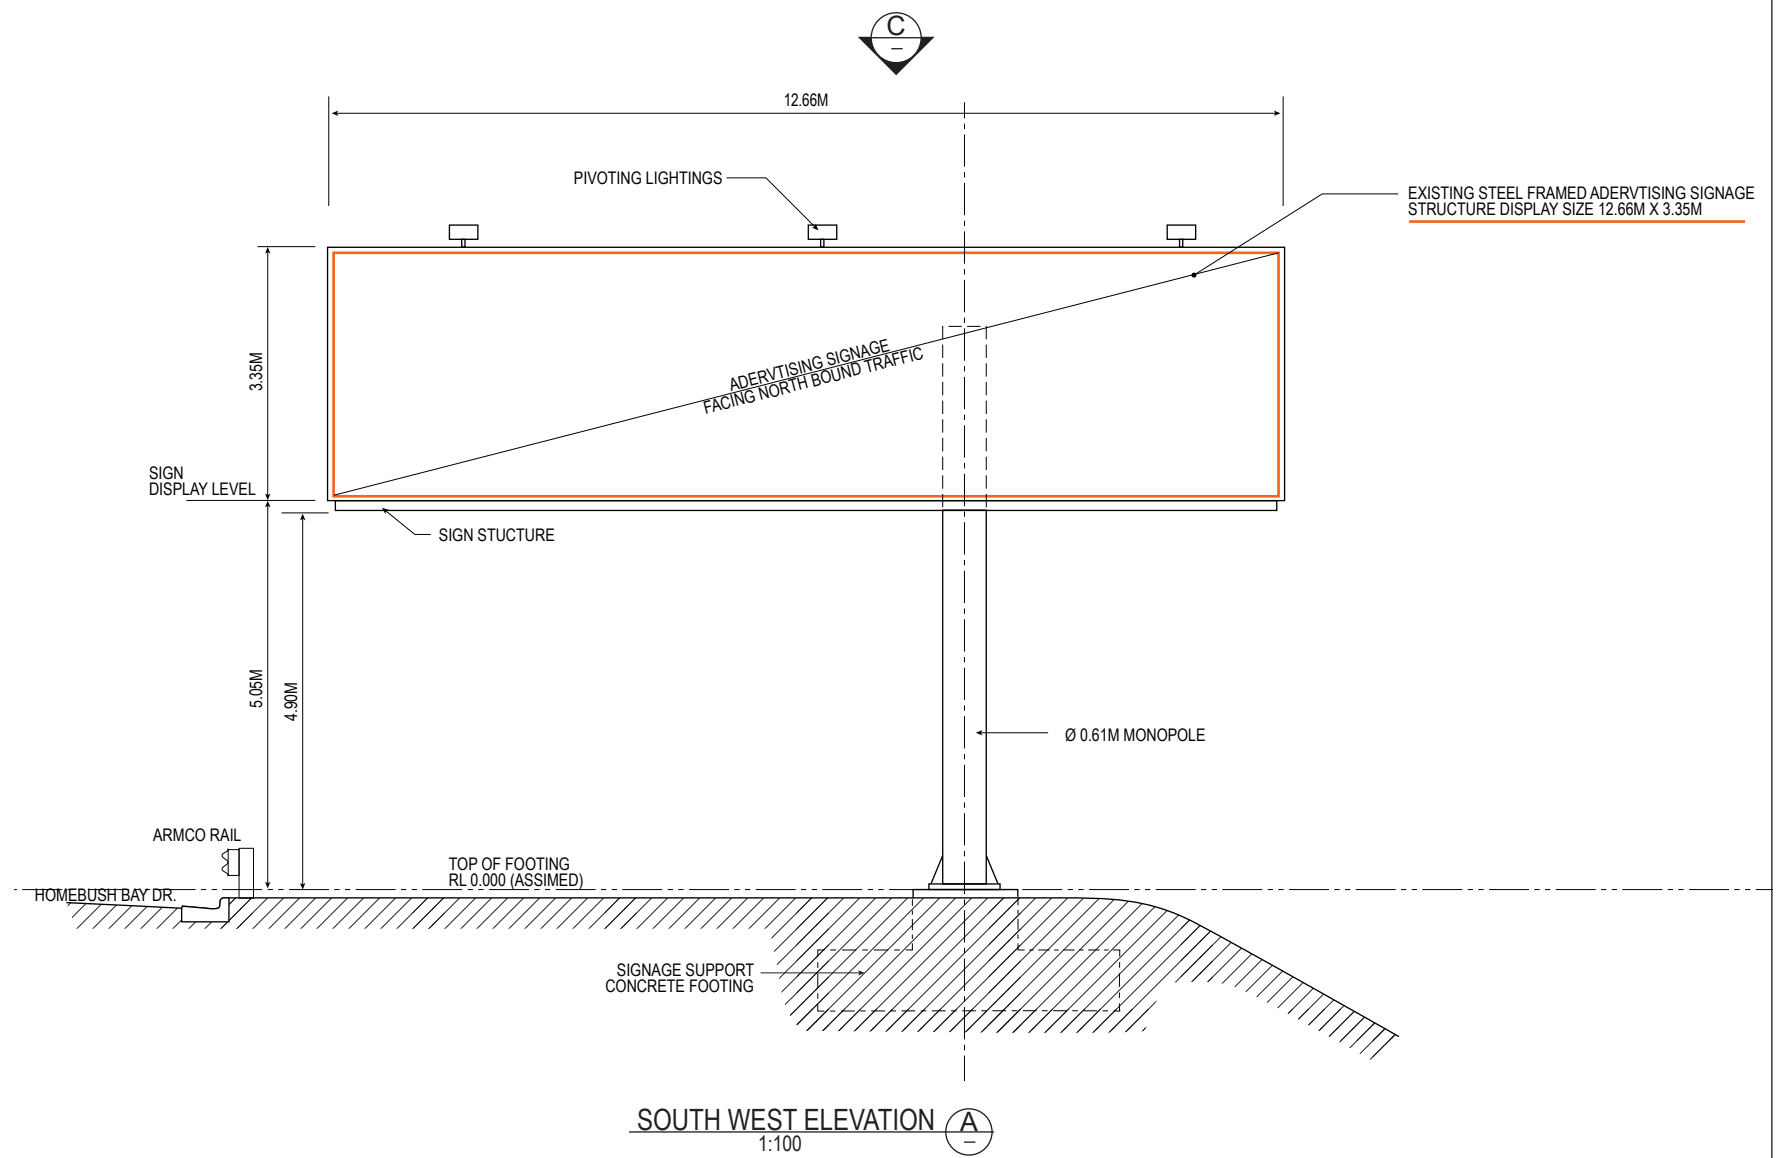 C
–
12.66M
PIVOTING LIGHTINGS
EXISTING STEEL FRAMED ADERVTISING SIGNAGE
STRUCTURE DISPLAY SIZE 12.66M X 3.35M
3.35M
ADERVTISING SIGNAGE
FACING NORTH BOUND TRAFFIC
SIGN
DISPLAY LEVEL
SIGN STUCTURE
5.05M
4.90M
Ø 0.61M MONOPOLE
ARMCO RAIL
TOP OF FOOTING
RL 0.000 (ASSIMED)
HOMEBUSH BAY DR.
SIGNAGE SUPPORT
CONCRETE FOOTING
SOUTH WEST ELEVATION
1:100
A
–